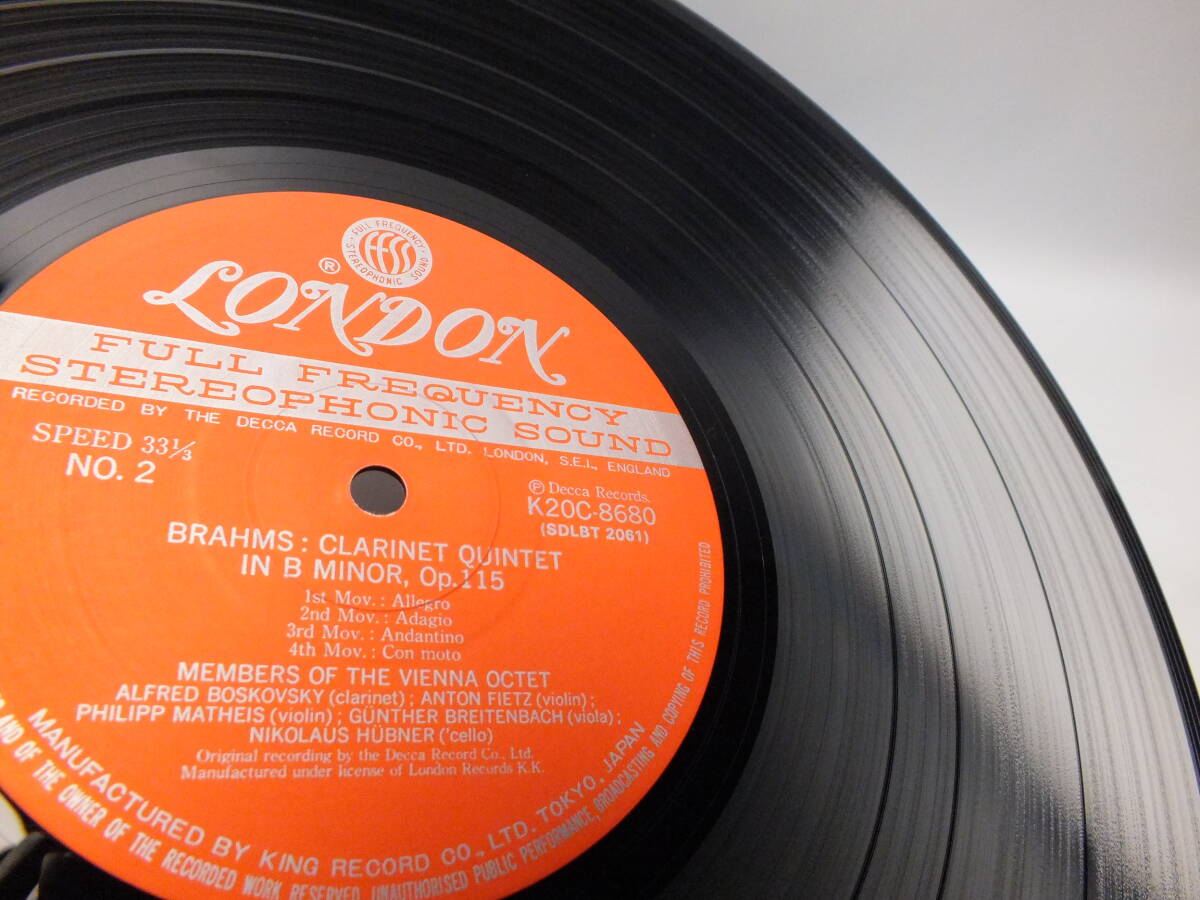 FULL FREQUENCY
FFSS
STEREOPHONIC SOUND
LONDON ®
FULL FREQUENCY
STEREOPHONIC SOUND
RECORDED BY THE DECCA RECORD CO., LTD. LONDON, S.E.I., ENGLAND
SPEED 33⅓
NO. 2
Ⓟ Decca Records.
K20C-8680
(SDLBT 2061)
BRAHMS : CLARINET QUINTET
IN B MINOR, Op.115
1st Mov. : Allegro
2nd Mov. : Adagio
3rd Mov. : Andantino
4th Mov. : Con moto
MEMBERS OF THE VIENNA OCTET
ALFRED BOSKOVSKY (clarinet) ; ANTON FIETZ (violin) ;
PHILIPP MATHEIS (violin) ; GÜNTHER BREITENBACH (viola) ;
NIKOLAUS HÜBNER ('cello)
Original recording by the Decca Record Co., Ltd.
Manufactured under license of London Records K.K.
MANUFACTURED BY KING RECORD CO., LTD. TOKYO, JAPAN
AND OF THE OWNER OF THE RECORDED WORK RESERVED. UNAUTHORISED PUBLIC PERFORMANCE, BROADCASTING AND COPYING OF THIS RECORD PROHIBITED